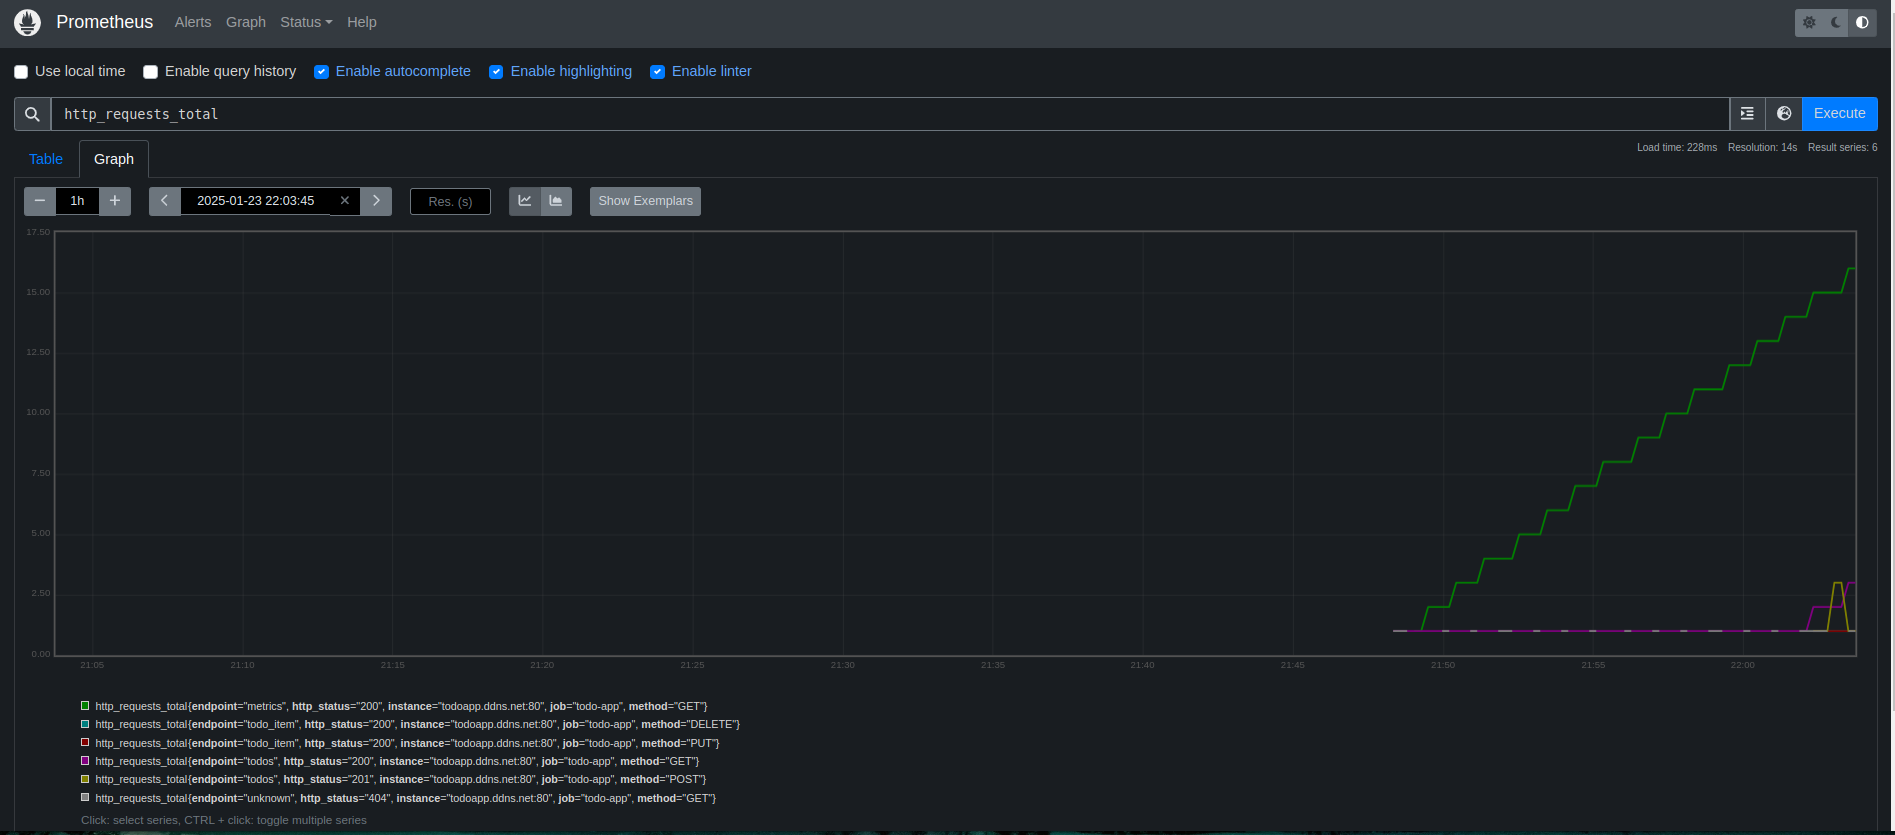 Prometheus Alerts Graph Status Help
Use local time Enable query history Enable autocomplete Enable highlighting Enable linter
http_requests_total Execute
Table Graph Load time: 228ms Resolution: 14s Result series: 6
1h 2025-01-23 22:03:45 Res. (s) Show Exemplars
17.50
15.00
12.50
10.00
7.50
5.00
2.50
0.00
21:05 21:10 21:15 21:20 21:25 21:30 21:35 21:40 21:45 21:50 21:55 22:00
http_requests_total{endpoint="metrics", http_status="200", instance="todoapp.ddns.net:80", job="todo-app", method="GET"}
http_requests_total{endpoint="todo_item", http_status="200", instance="todoapp.ddns.net:80", job="todo-app", method="DELETE"}
http_requests_total{endpoint="todo_item", http_status="200", instance="todoapp.ddns.net:80", job="todo-app", method="PUT"}
http_requests_total{endpoint="todos", http_status="200", instance="todoapp.ddns.net:80", job="todo-app", method="GET"}
http_requests_total{endpoint="todos", http_status="201", instance="todoapp.ddns.net:80", job="todo-app", method="POST"}
http_requests_total{endpoint="unknown", http_status="404", instance="todoapp.ddns.net:80", job="todo-app", method="GET"}
Click: select series, CTRL + click: toggle multiple series